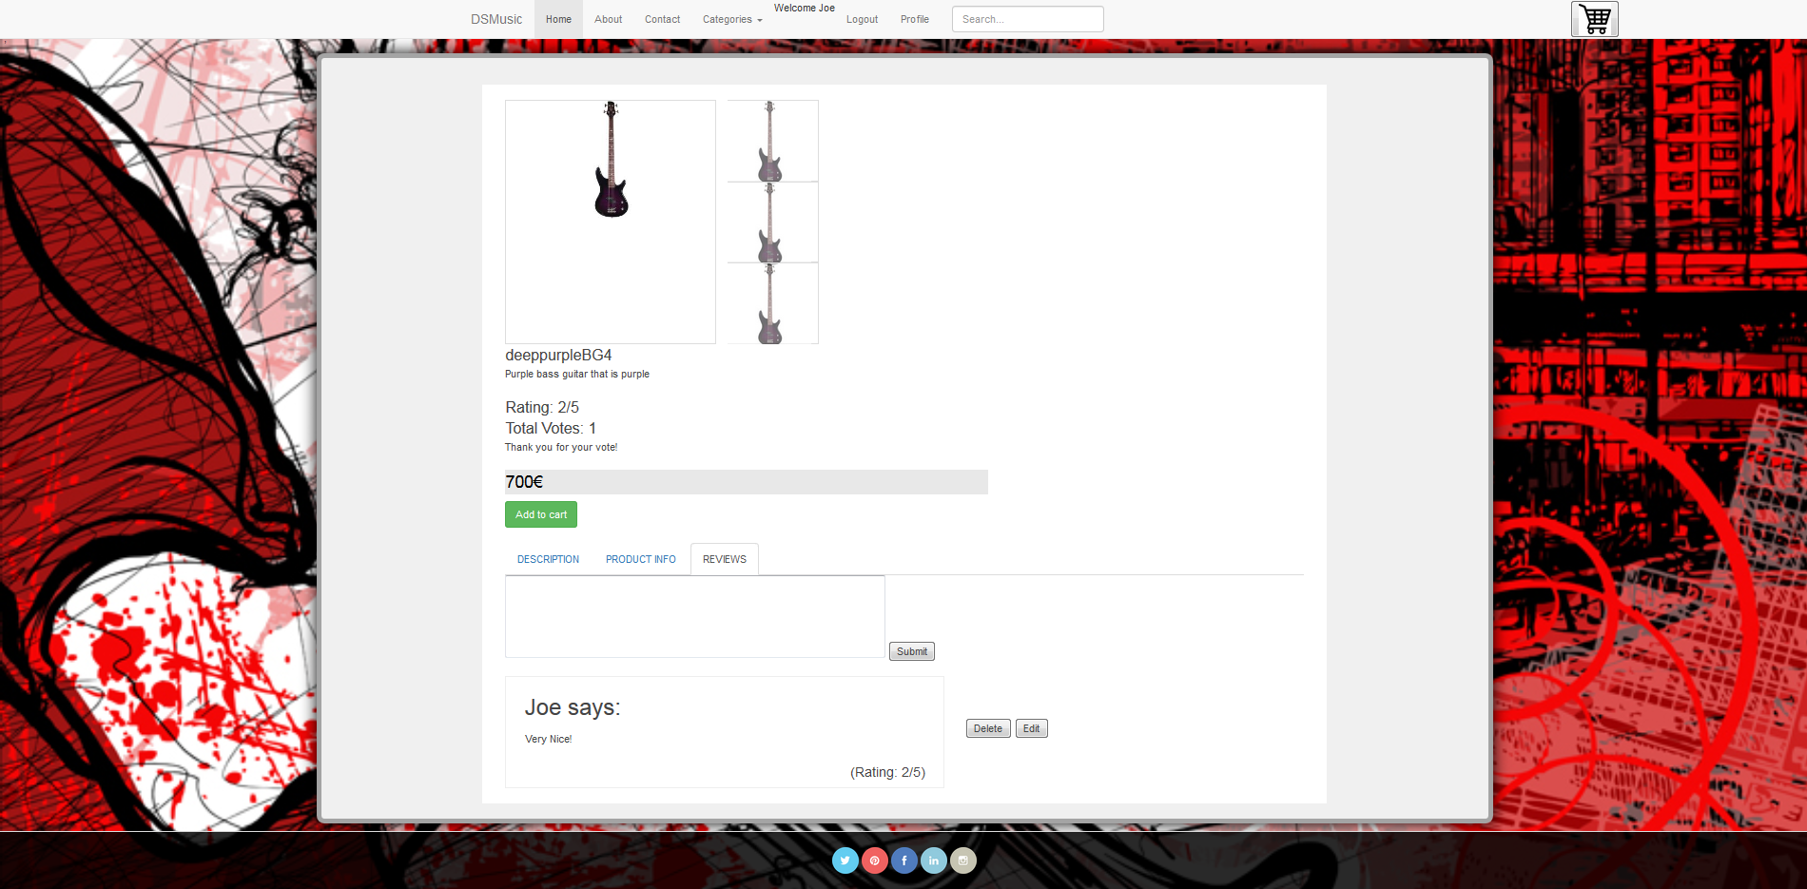 DSMusic
Home
About
Contact
Categories
Welcome Joe
Logout
Profile
Search...
deeppurpleBG4
Purple bass guitar that is purple
Rating: 2/5
Total Votes: 1
Thank you for your vote!
700€
Add to cart
DESCRIPTION
PRODUCT INFO
REVIEWS
Submit
Joe says:
Very Nice!
(Rating: 2/5)
Delete
Edit